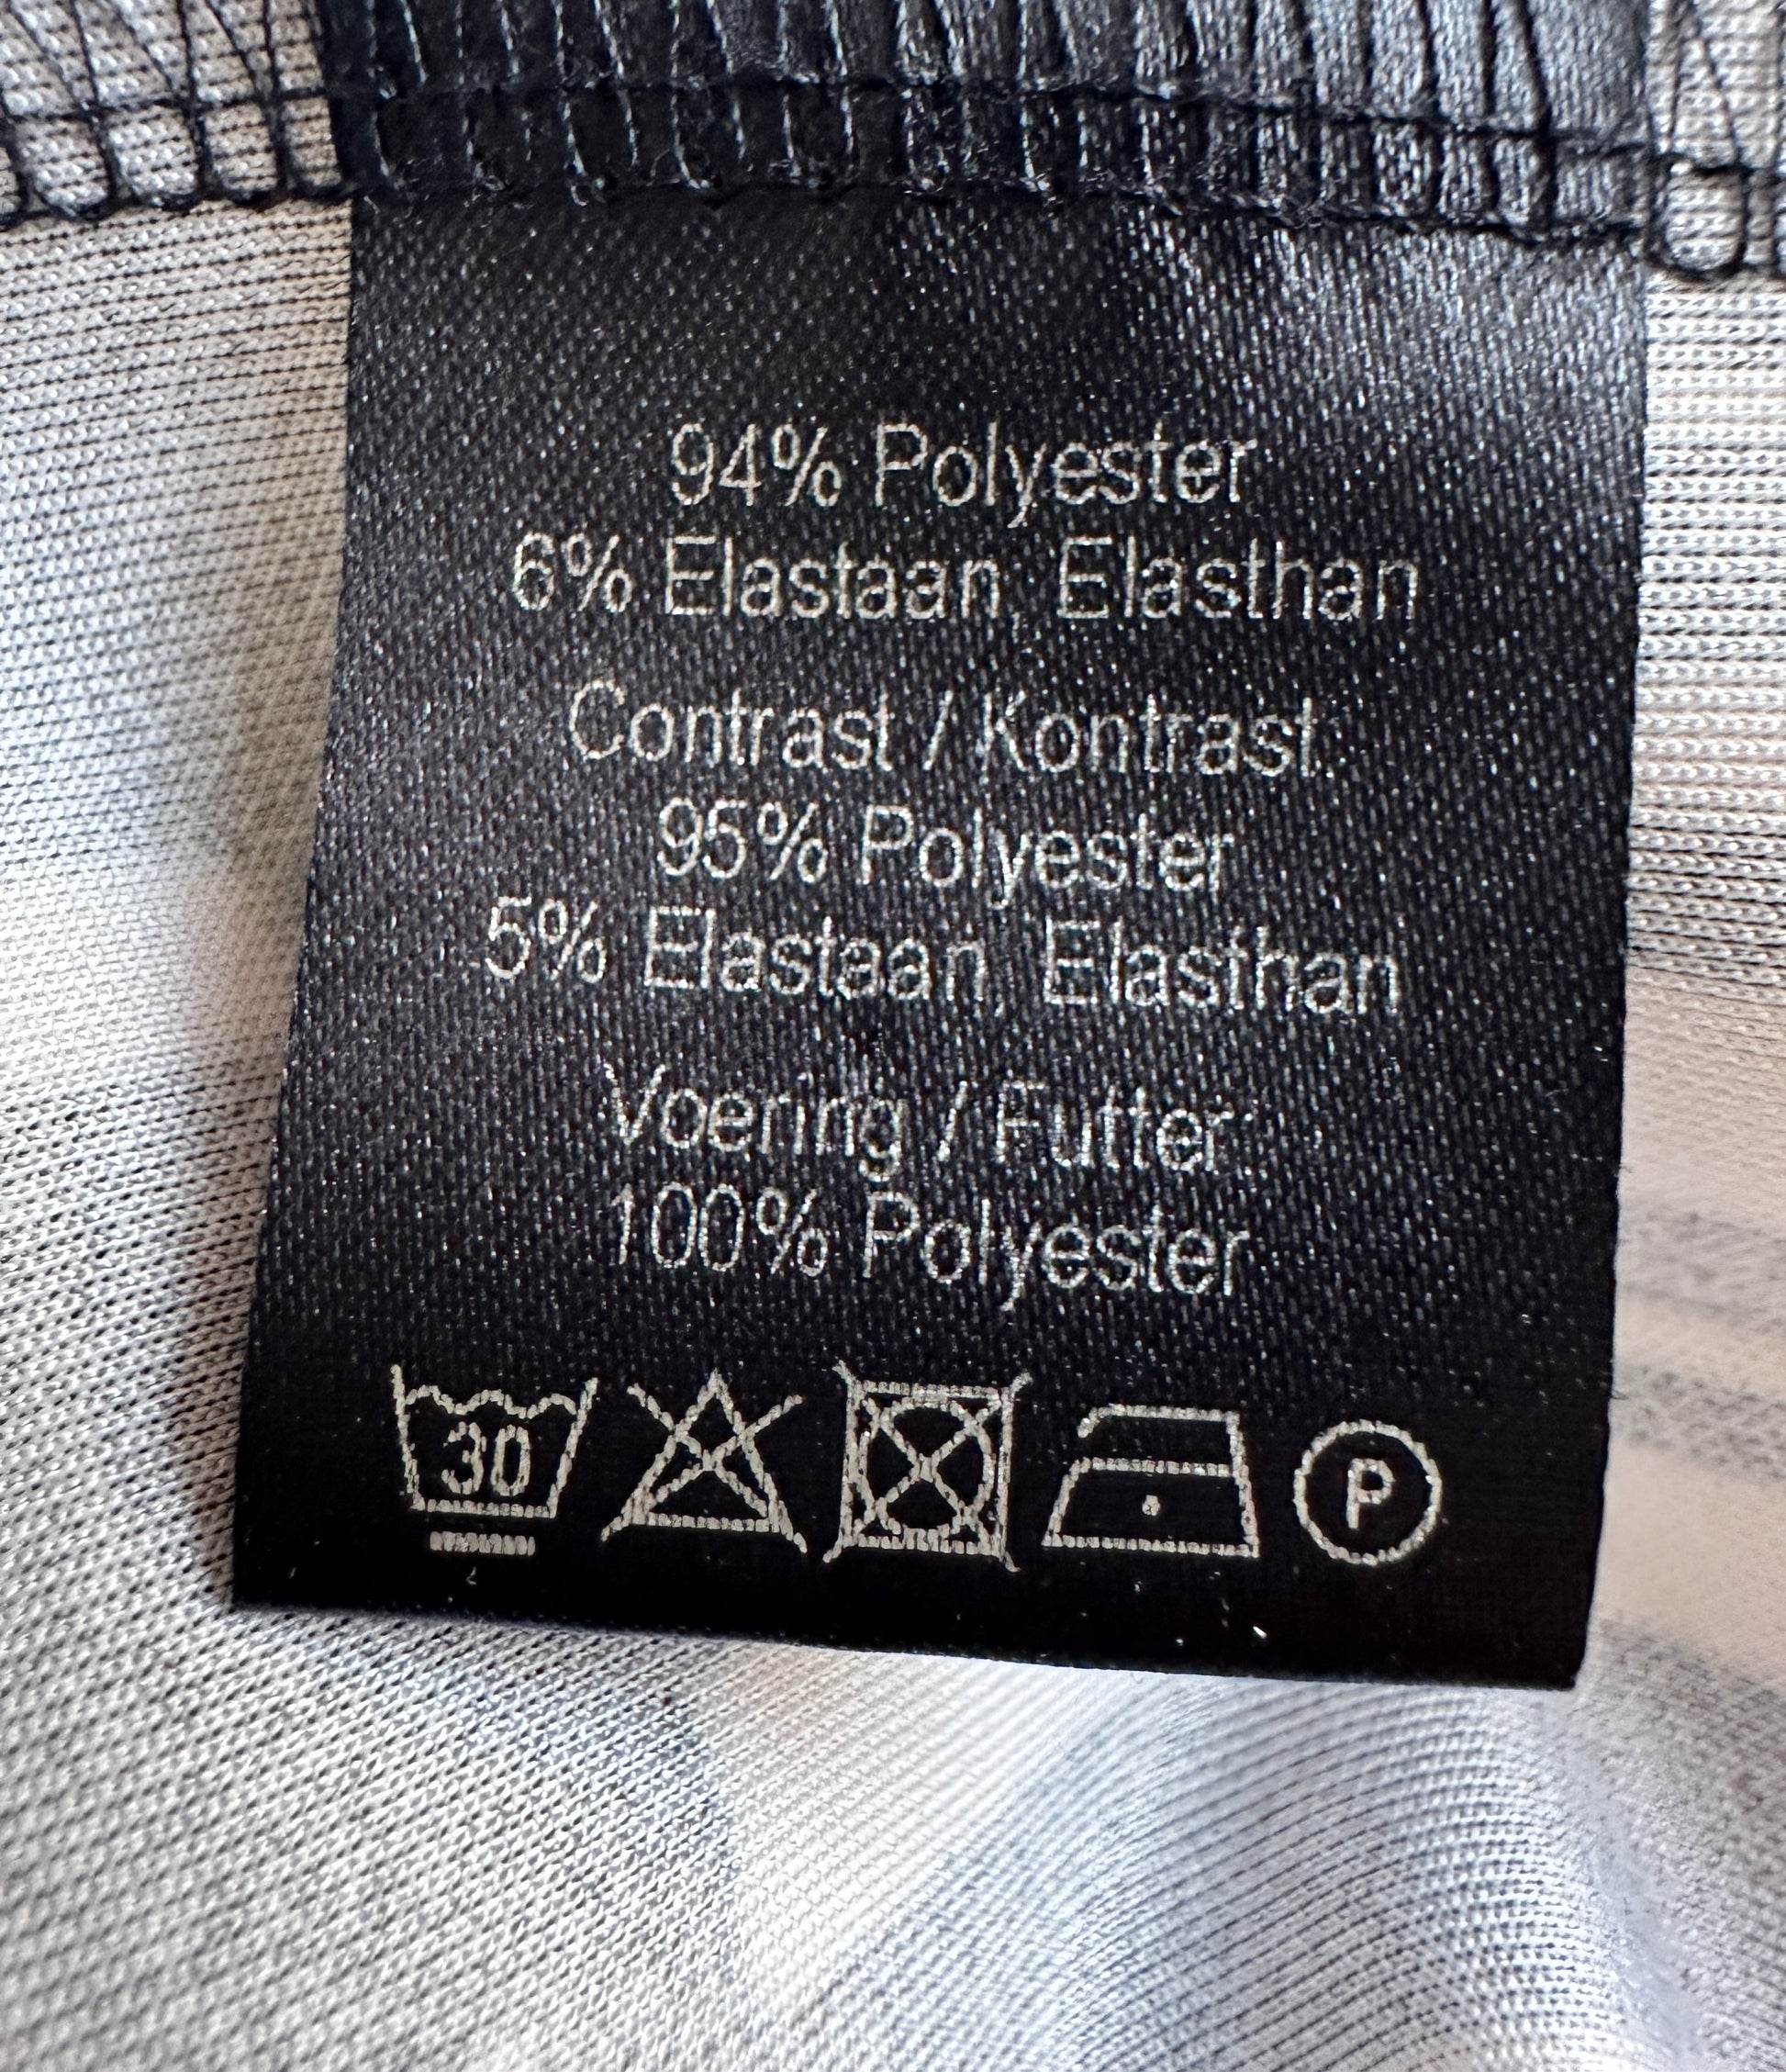 94% Polyester
6% Elastaan, Elasthan
Contrast / Kontrast:
95% Polyester
5% Elastaan, Elasthan
Voering / Futter:
100% Polyester
30 P